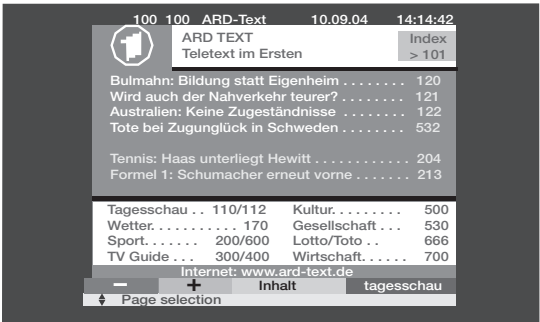 100 100 ARD-Text 10.09.04 14:14:42
ARD TEXT Index
Teletext im Ersten > 101
Bulmahn: Bildung statt Eigenheim . . . . . . . . 120
Wird auch der Nahverkehr teurer? . . . . . . . . 121
Australien: Keine Zugeständnisse . . . . . . . . 122
Tote bei Zugunglück in Schweden . . . . . . . . 532
Tennis: Haas unterliegt Hewitt . . . . . . . . . . . . 204
Formel 1: Schumacher erneut vorne . . . . . . . 213
Tagesschau . . 110/112 Kultur. . . . . . . . . 500
Wetter. . . . . . . . . . . 170 Gesellschaft . . . 530
Sport. . . . . . . 200/600 Lotto/Toto . . 666
TV Guide . . . 300/400 Wirtschaft. . . . . . 700
Internet: www.ard-text.de
− + Inhalt tagesschau
Page selection